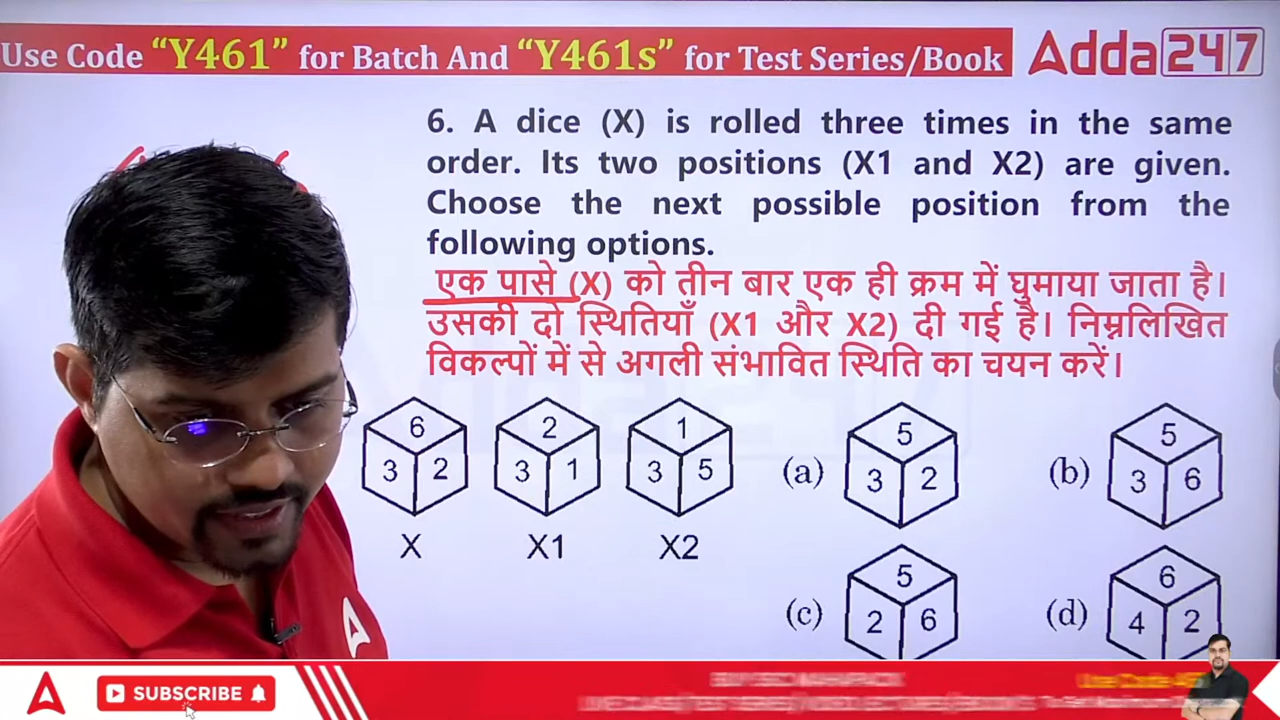 Use Code “Y461” for Batch And “Y461s” for Test Series/Book
Adda247
6. A dice (X) is rolled three times in the same
order. Its two positions (X1 and X2) are given.
Choose the next possible position from the
following options.
एक पासे (X) को तीन बार एक ही क्रम में घुमाया जाता है।
उसकी दो स्थितियाँ (X1 और X2) दी गई है। निम्नलिखित
विकल्पों में से अगली संभावित स्थिति का चयन करें।
6 3 2
X
2 3 1
X1
1 3 5
X2
(a) 5 3 2
(b) 5 3 6
(c) 5 2 6
(d) 6 4 2
SUBSCRIBE